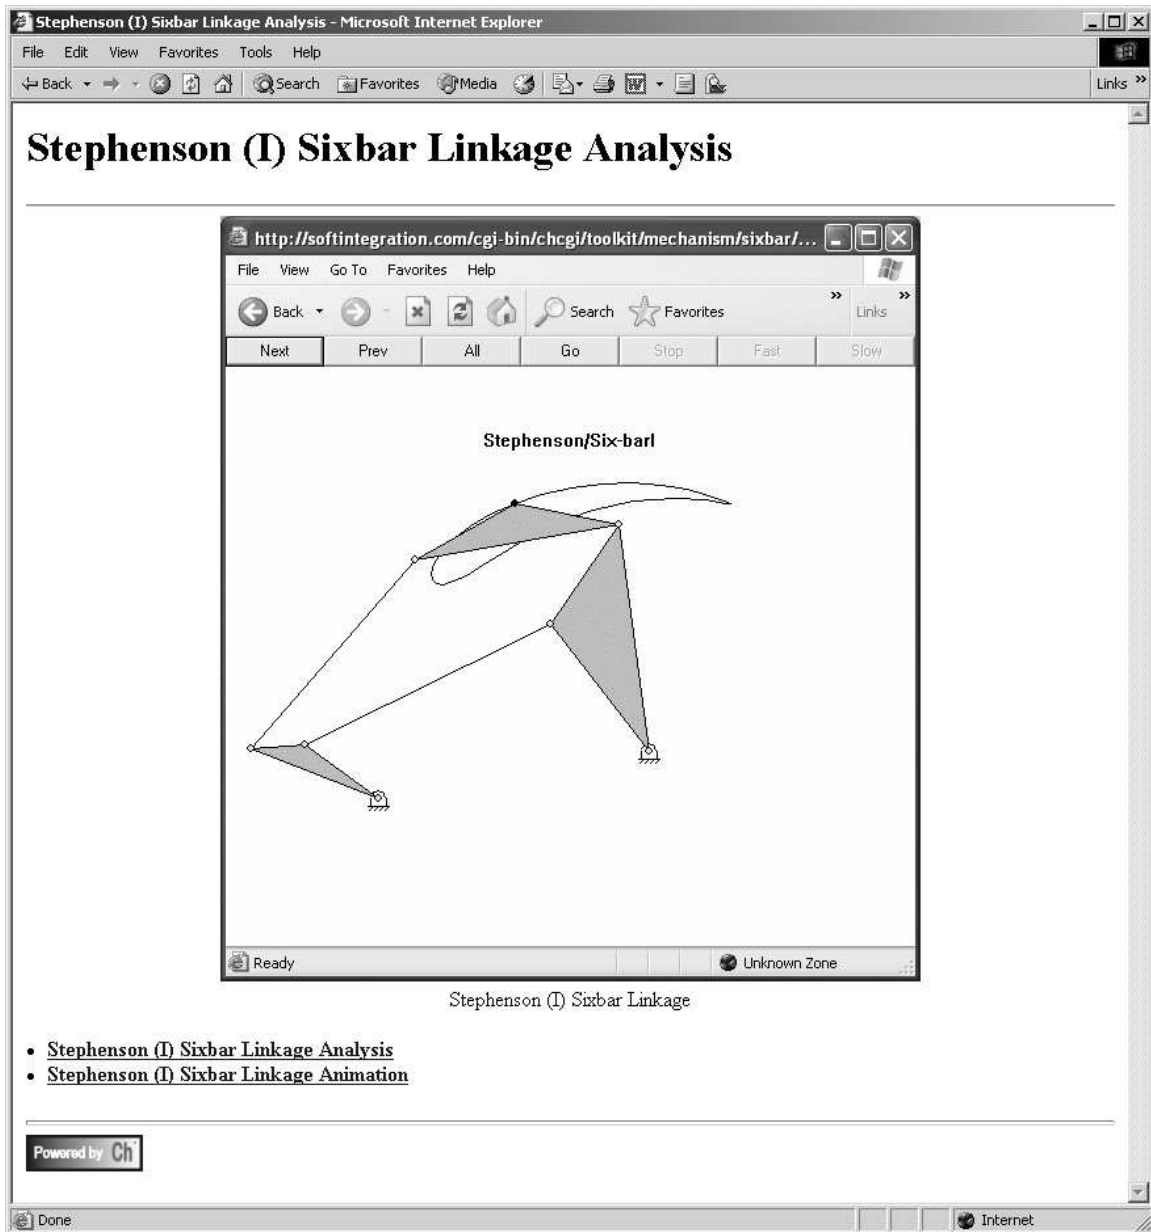 Stephenson (I) Sixbar Linkage Analysis - Microsoft Internet Explorer
File Edit View Favorites Tools Help
Back Search Favorites Media Links »
Stephenson (I) Sixbar Linkage Analysis
http://softintegration.com/cgi-bin/chcgi/toolkit/mechanism/sixbar/...
File View Go To Favorites Help
Back Search Favorites » Links »
Next Prev All Go Stop Fast Slow
Stephenson/Six-barI
Ready Unknown Zone
Stephenson (I) Sixbar Linkage
• Stephenson (I) Sixbar Linkage Analysis
• Stephenson (I) Sixbar Linkage Animation
Powered by Ch
Done Internet